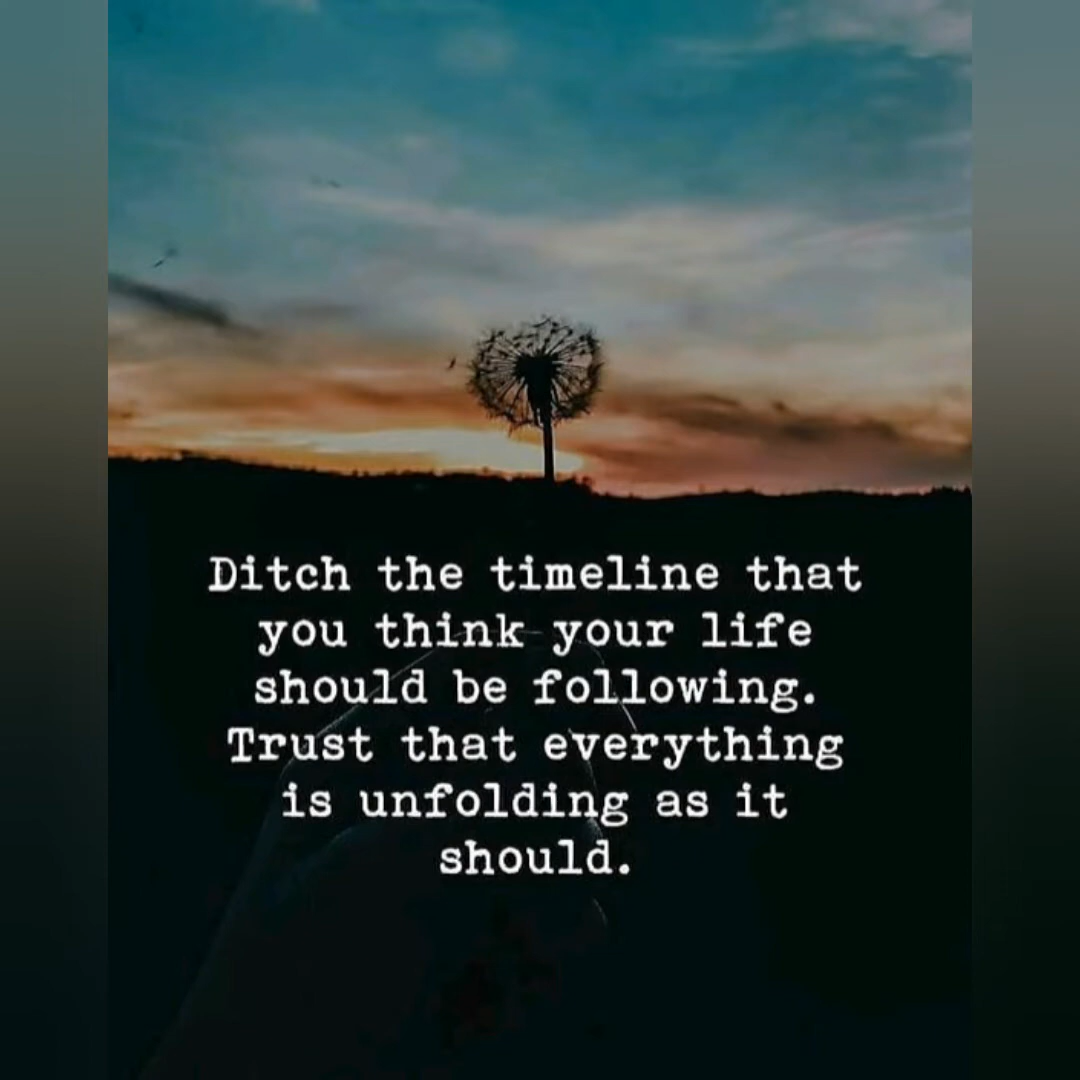 Ditch the timeline that
you think your life
should be following.
Trust that everything
is unfolding as it
should.